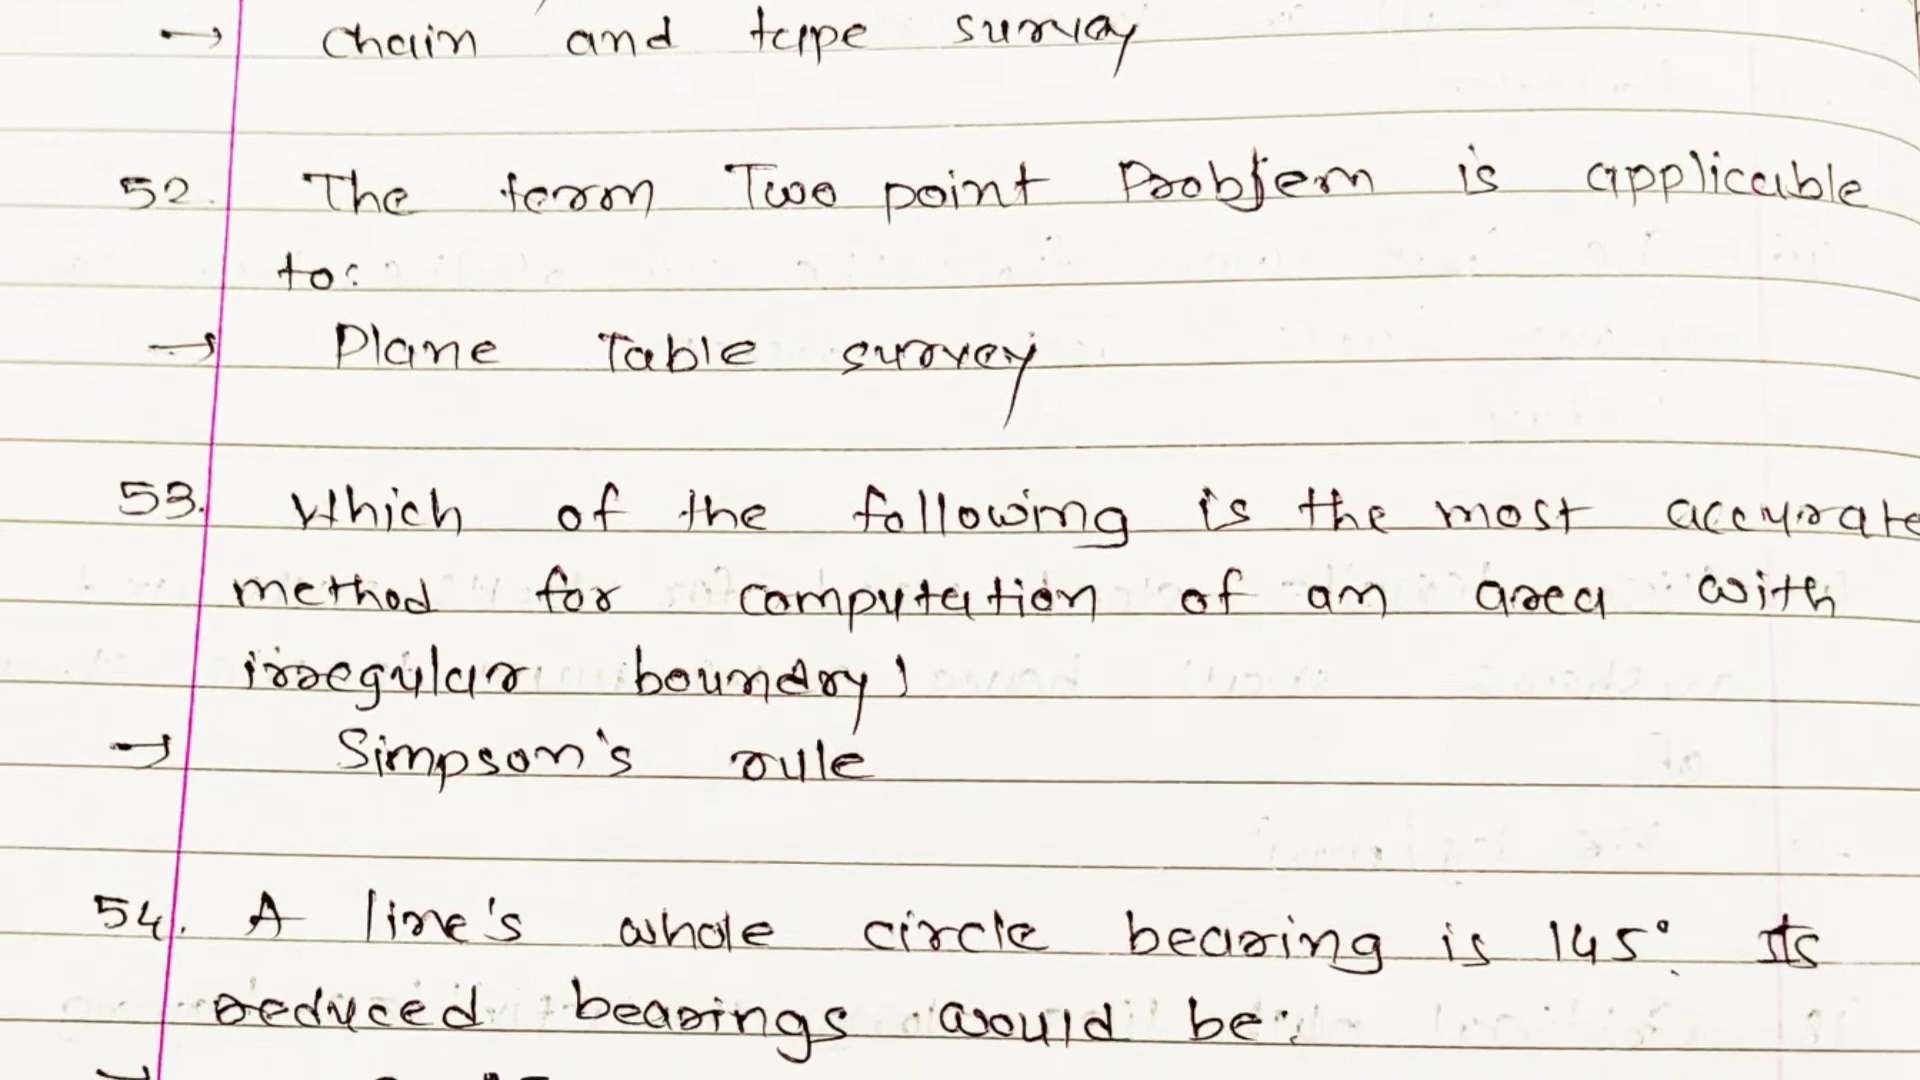 → chain and tape survay
52. The term Two point Problem is applicable
to:
→ Plane Table survey
53. Which of the following is the most accurate
method for computation of an area with
irregular boundry?
→ Simpson's rule
54. A line's whole circle bearing is 145°. Its
reduced bearings would be: